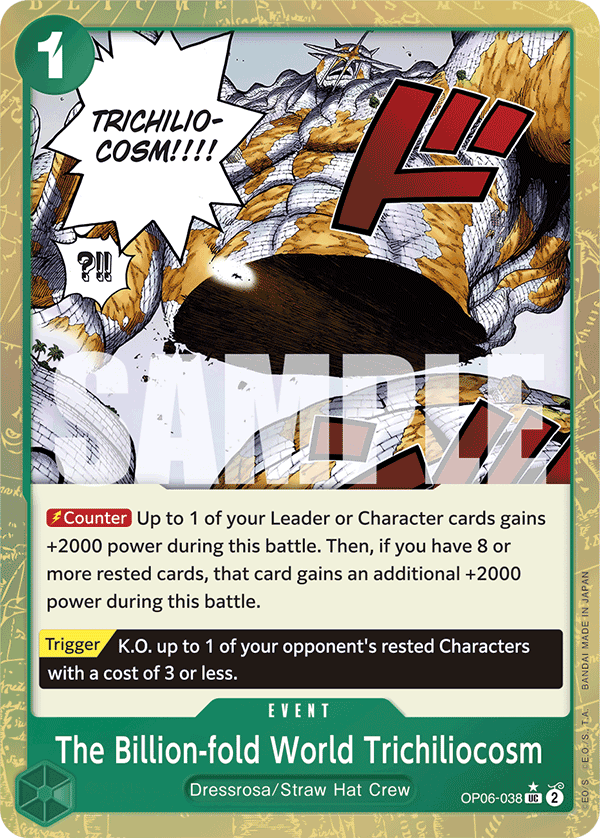 1
TRICHILIO-
COSM!!!!
ドン
?!!
SAMPLE
Counter Up to 1 of your Leader or Character cards gains
+2000 power during this battle. Then, if you have 8 or
more rested cards, that card gains an additional +2000
power during this battle.
Trigger K.O. up to 1 of your opponent's rested Characters
with a cost of 3 or less.
EVENT
The Billion-fold World Trichiliocosm
Dressrosa/Straw Hat Crew
OP06-038 ★ UC 2
©E.O./S. ©E.O./S., T.A. BANDAI MADE IN JAPAN